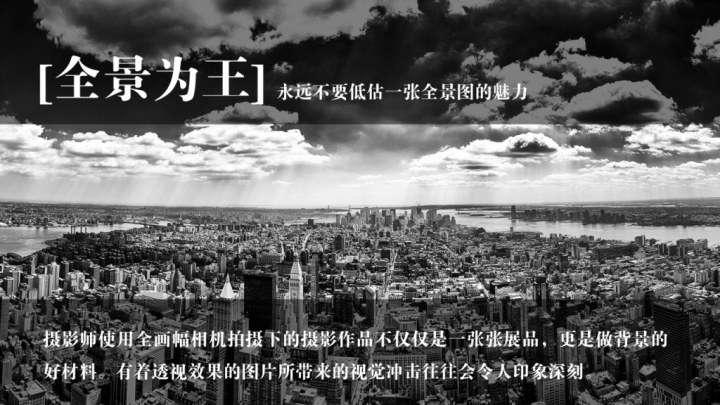 [全景为王] 永远不要低估一张全景图的魅力
摄影师使用全画幅相机拍摄下的摄影作品不仅仅是一张张展品，更是做背景的
好材料。有着透视效果的图片所带来的视觉冲击往往会令人印象深刻